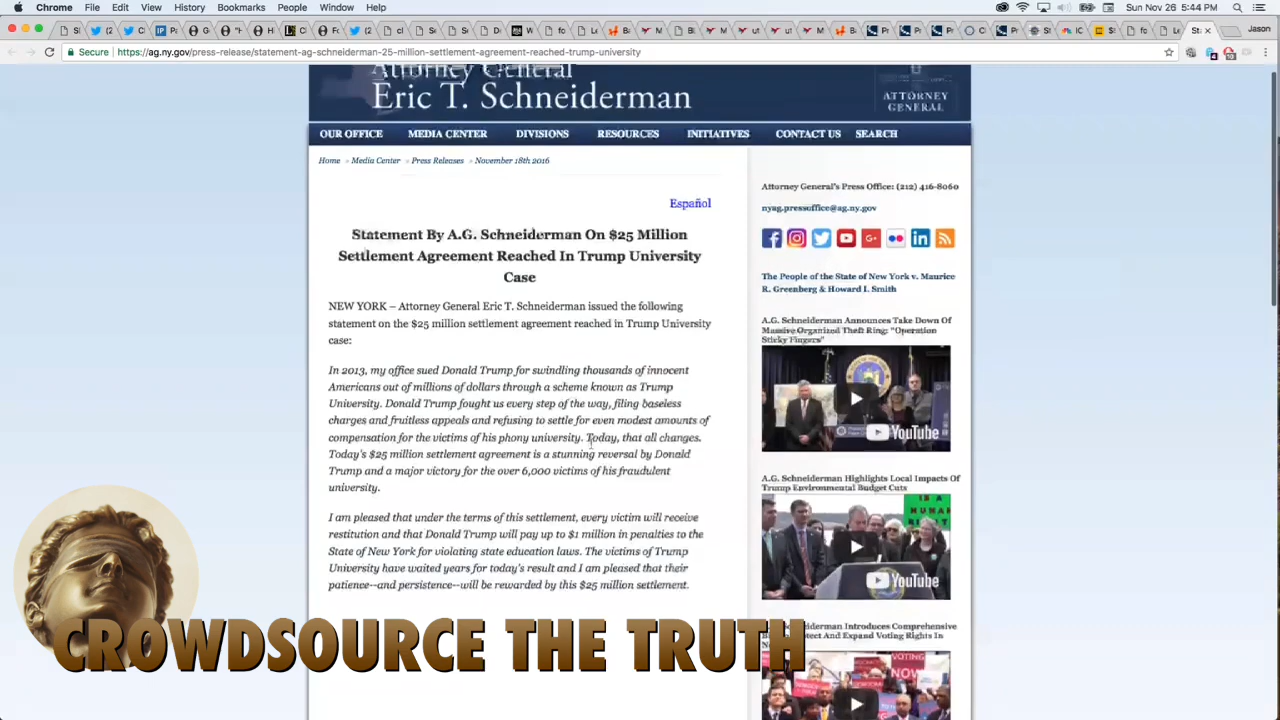 Chrome File Edit View History Bookmarks People Window Help Sun Nov 26 5:44 PM
Jason
Secure https://ag.ny.gov/press-release/statement-ag-schneiderman-25-million-settlement-agreement-reached-trump-university
Attorney General
Eric T. Schneiderman
ATTORNEY
GENERAL
OUR OFFICE MEDIA CENTER DIVISIONS RESOURCES INITIATIVES CONTACT US SEARCH
Home » Media Center » Press Releases » November 18th 2016
Español
Statement By A.G. Schneiderman On $25 Million
Settlement Agreement Reached In Trump University
Case
NEW YORK – Attorney General Eric T. Schneiderman issued the following
statement on the $25 million settlement agreement reached in Trump University
case:
In 2013, my office sued Donald Trump for swindling thousands of innocent
Americans out of millions of dollars through a scheme known as Trump
University. Donald Trump fought us every step of the way, filing baseless
charges and fruitless appeals and refusing to settle for even modest amounts of
compensation for the victims of his phony university. Today, that all changes.
Today's $25 million settlement agreement is a stunning reversal by Donald
Trump and a major victory for the over 6,000 victims of his fraudulent
university.
I am pleased that under the terms of this settlement, every victim will receive
restitution and that Donald Trump will pay up to $1 million in penalties to the
State of New York for violating state education laws. The victims of Trump
University have waited years for today's result and I am pleased that their
patience--and persistence--will be rewarded by this $25 million settlement.
Attorney General's Press Office: (212) 416-8060
nyag.pressoffice@ag.ny.gov
The People of the State of New York v. Maurice
R. Greenberg & Howard I. Smith
A.G. Schneiderman Announces Take Down Of
Massive Organized Theft Ring: "Operation
Sticky Fingers"
YouTube
A.G. Schneiderman Highlights Local Impacts Of
Trump Environmental Budget Cuts
IS A
HUMAN
RIGHT
YouTube
Schneiderman Introduces Comprehensive
Protect And Expand Voting Rights In
VOTING
NOW
CROWDSOURCE THE TRUTH